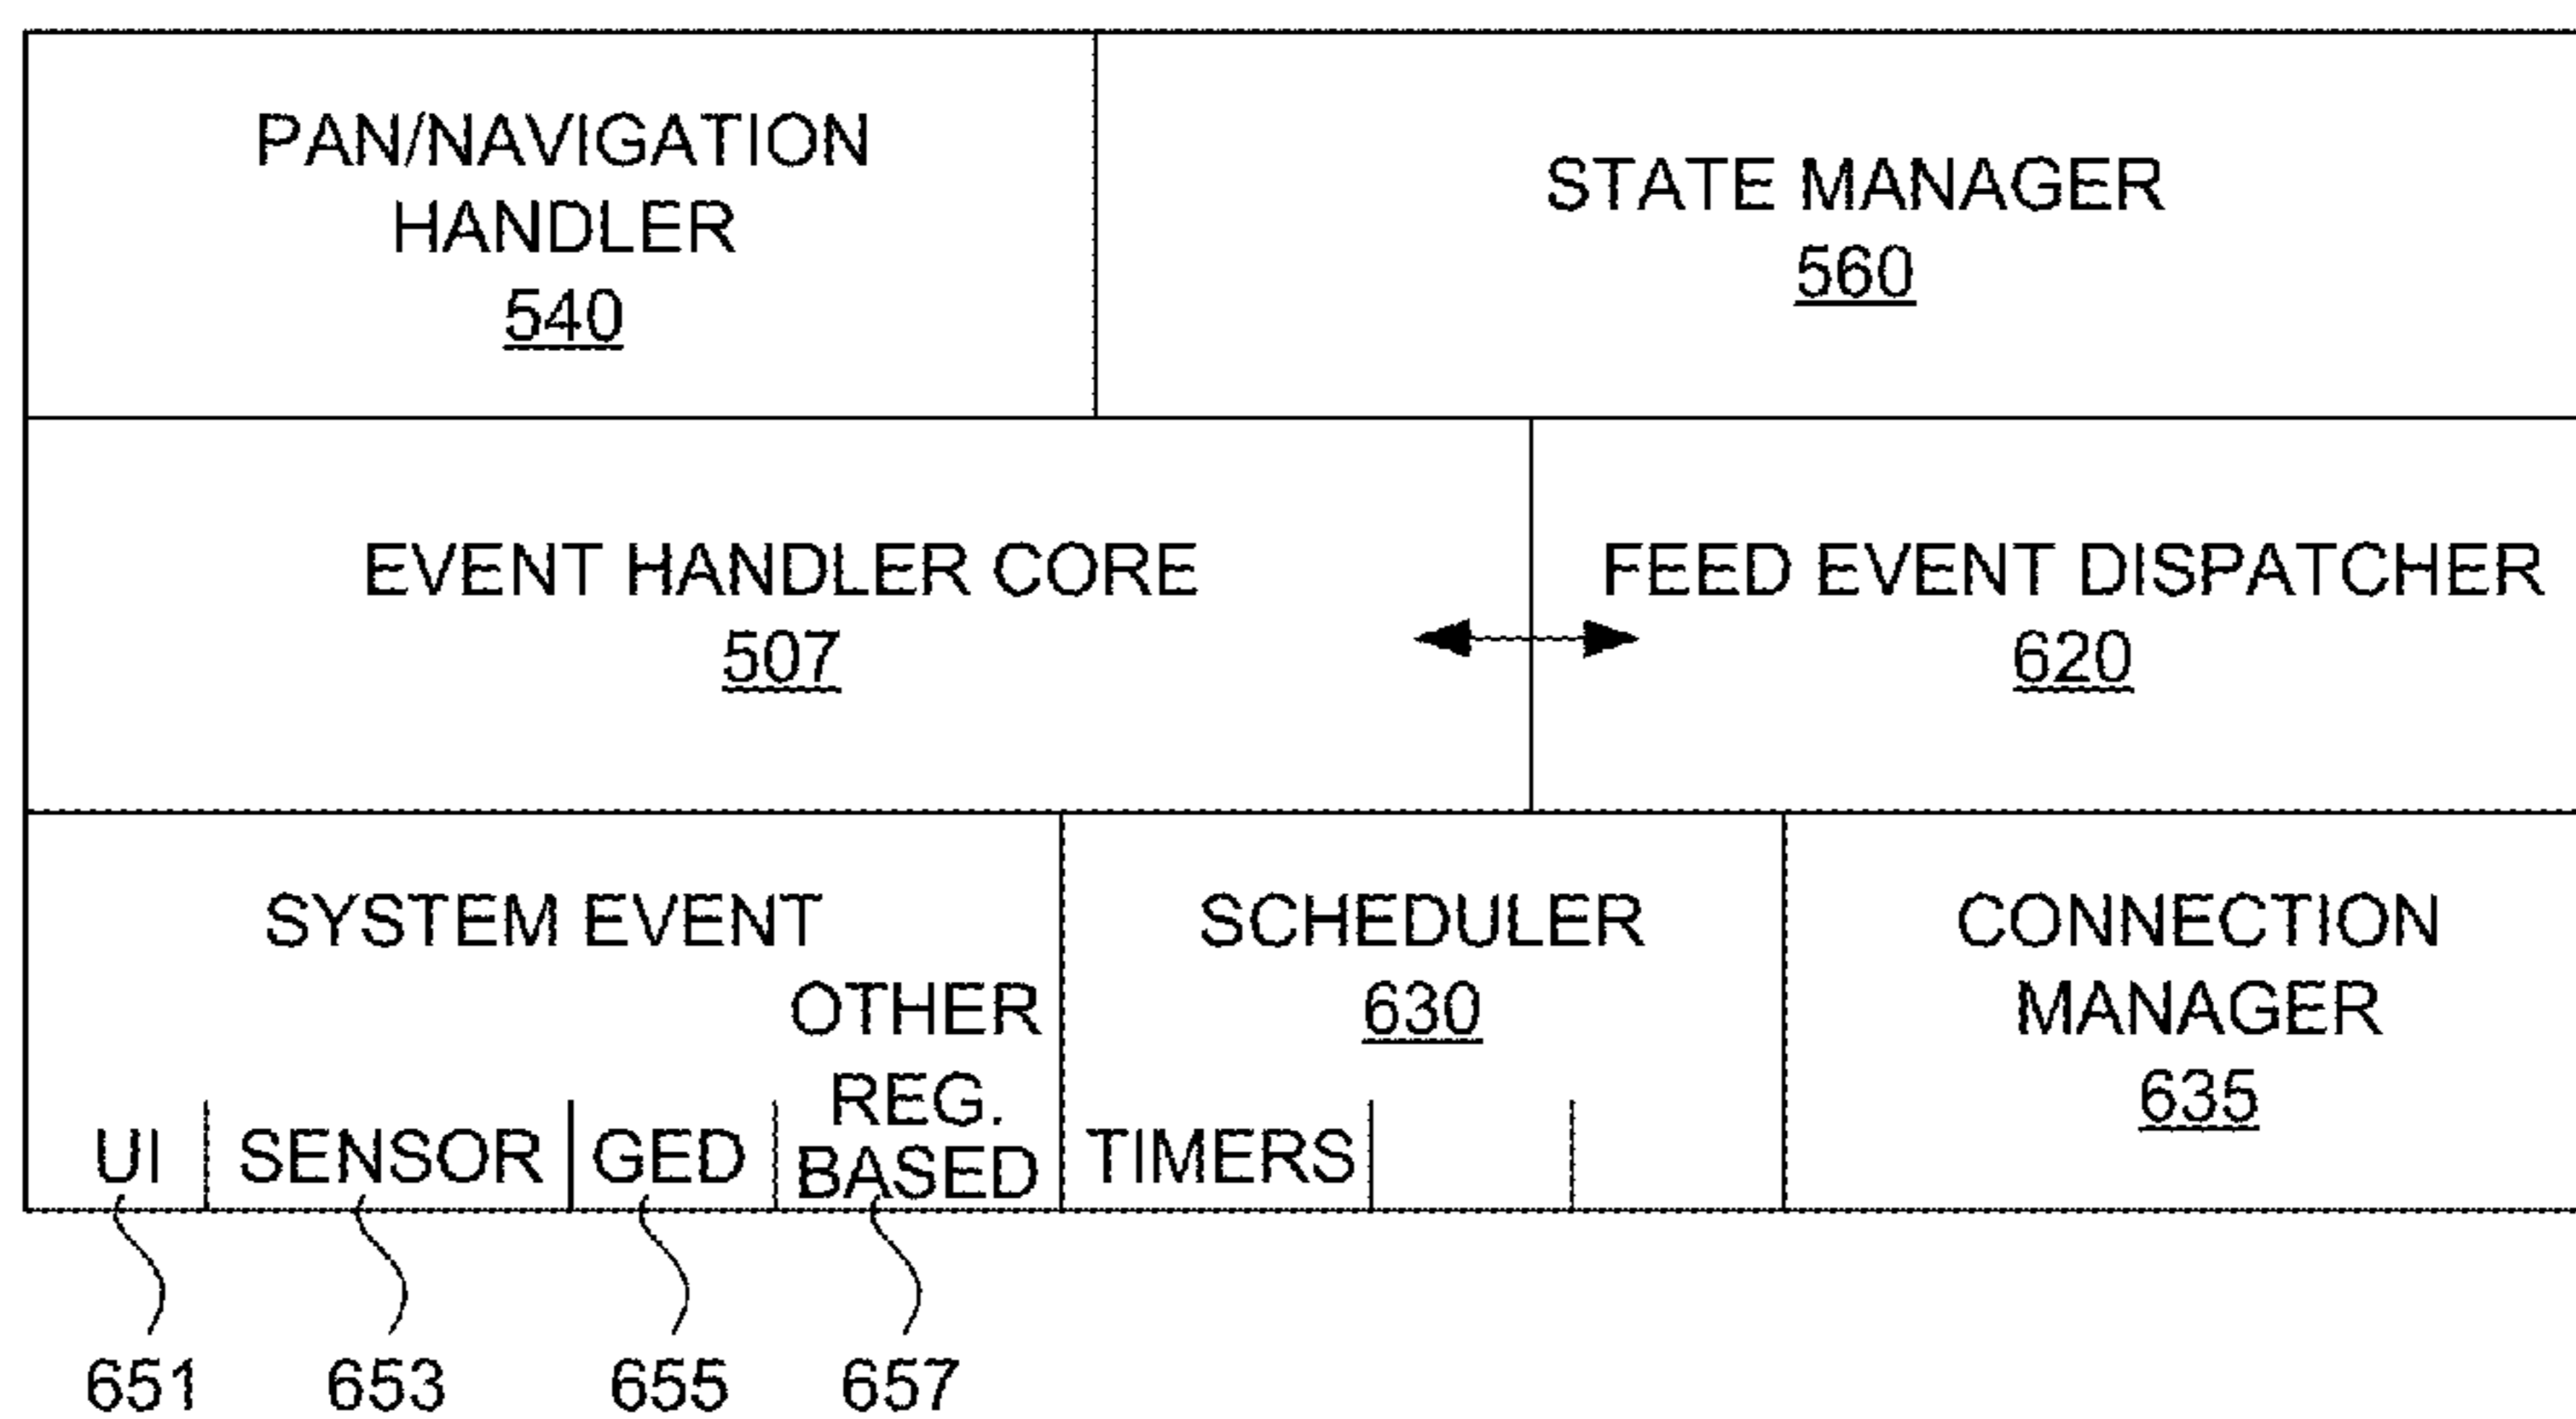 PAN/NAVIGATION
HANDLER
540
STATE MANAGER
560
EVENT HANDLER CORE
507
FEED EVENT DISPATCHER
620
SYSTEM EVENT
UI
SENSOR
GED
OTHER
REG.
BASED
SCHEDULER
630
TIMERS
CONNECTION
MANAGER
635
651
653
655
657